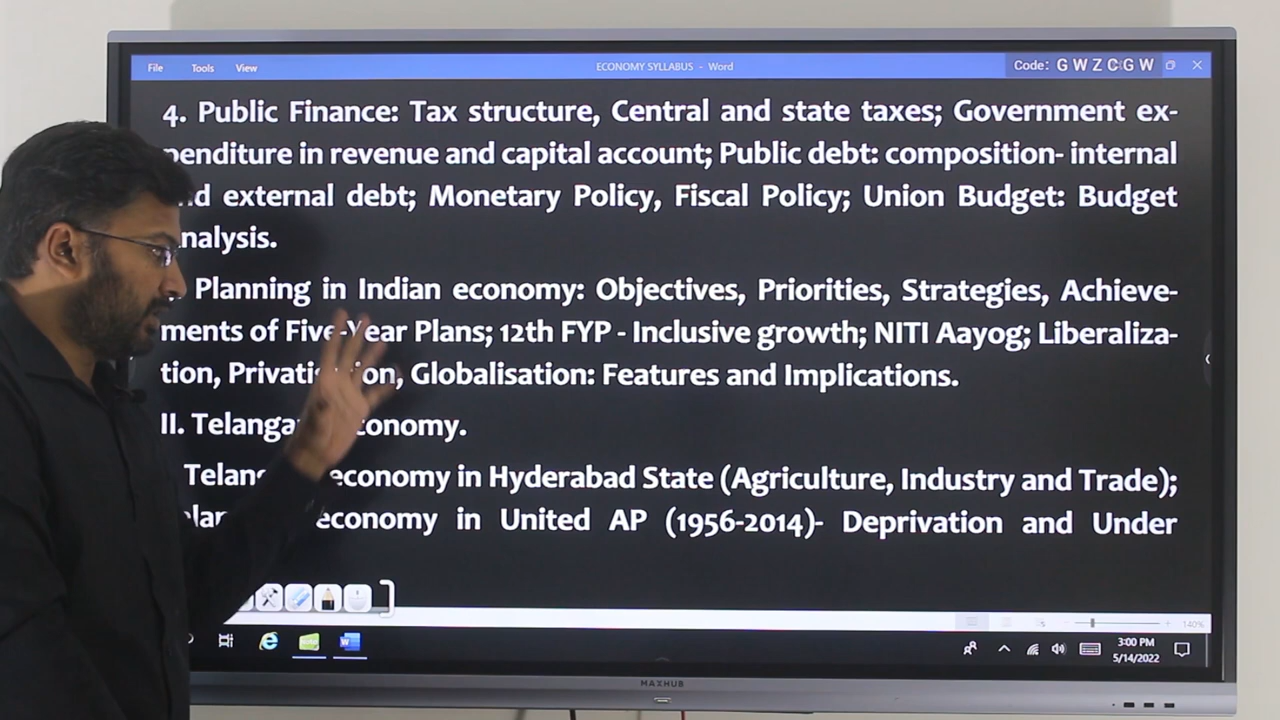 File Tools View ECONOMY SYLLABUS - Word Code: GWZCGW
4. Public Finance: Tax structure, Central and state taxes; Government ex-
penditure in revenue and capital account; Public debt: composition- internal
external debt; Monetary Policy, Fiscal Policy; Union Budget: Budget
nalysis.
Planning in Indian economy: Objectives, Priorities, Strategies, Achieve-
ments of Five-Year Plans; 12th FYP - Inclusive growth; NITI Aayog; Liberaliza-
tion, Privati on, Globalisation: Features and Implications.
II. Telanga conomy.
Telan economy in Hyderabad State (Agriculture, Industry and Trade);
economy in United AP (1956-2014)- Deprivation and Under
140%
3:00 PM
5/14/2022
MAXHUB